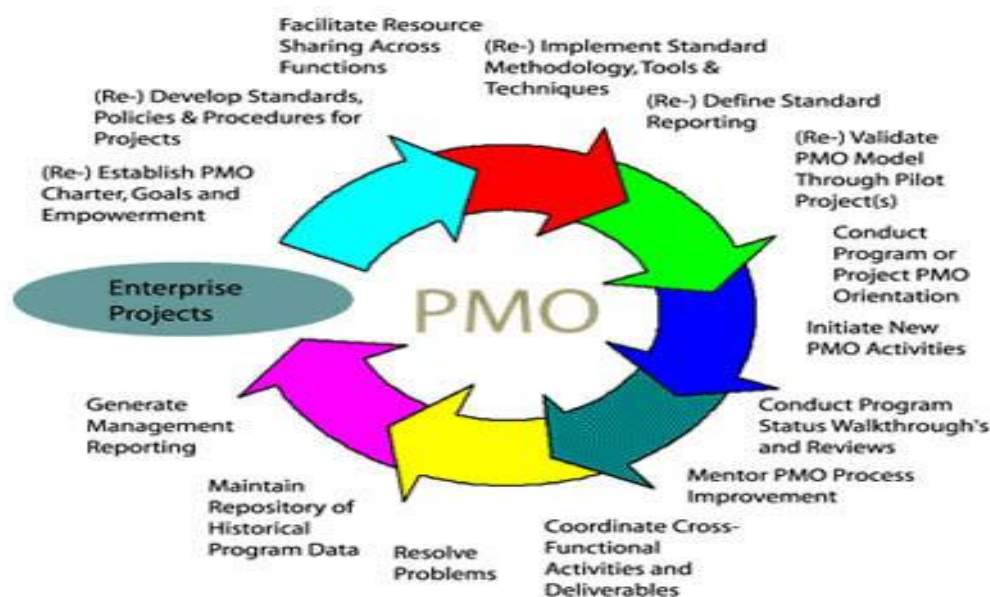 Facilitate Resource
Sharing Across
Functions
(Re-) Implement Standard
Methodology, Tools &
Techniques
(Re-) Develop Standards,
Policies & Procedures for
Projects
(Re-) Define Standard
Reporting
(Re-) Validate
PMO Model
Through Pilot
Project(s)
(Re-) Establish PMO
Charter, Goals and
Empowerment
Conduct
Program or
Project PMO
Orientation
Enterprise
Projects
PMO
Initiate New
PMO Activities
Generate
Management
Reporting
Conduct Program
Status Walkthrough's
and Reviews
Mentor PMO Process
Improvement
Maintain
Repository of
Historical
Program Data
Resolve
Problems
Coordinate Cross-
Functional
Activities and
Deliverables